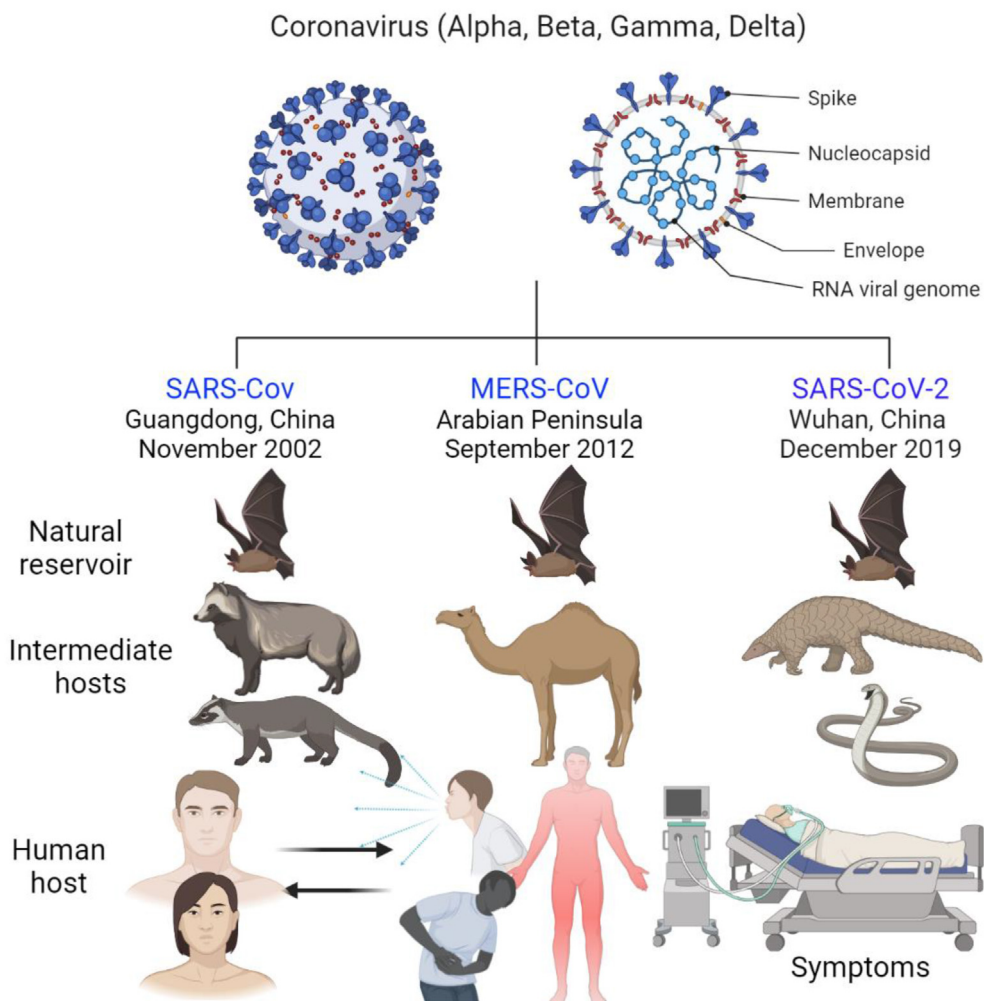 Coronavirus (Alpha, Beta, Gamma, Delta)
Spike
Nucleocapsid
Membrane
Envelope
RNA viral genome
SARS-Cov
Guangdong, China
November 2002
MERS-CoV
Arabian Peninsula
September 2012
SARS-CoV-2
Wuhan, China
December 2019
Natural
reservoir
Intermediate
hosts
Human
host
Symptoms